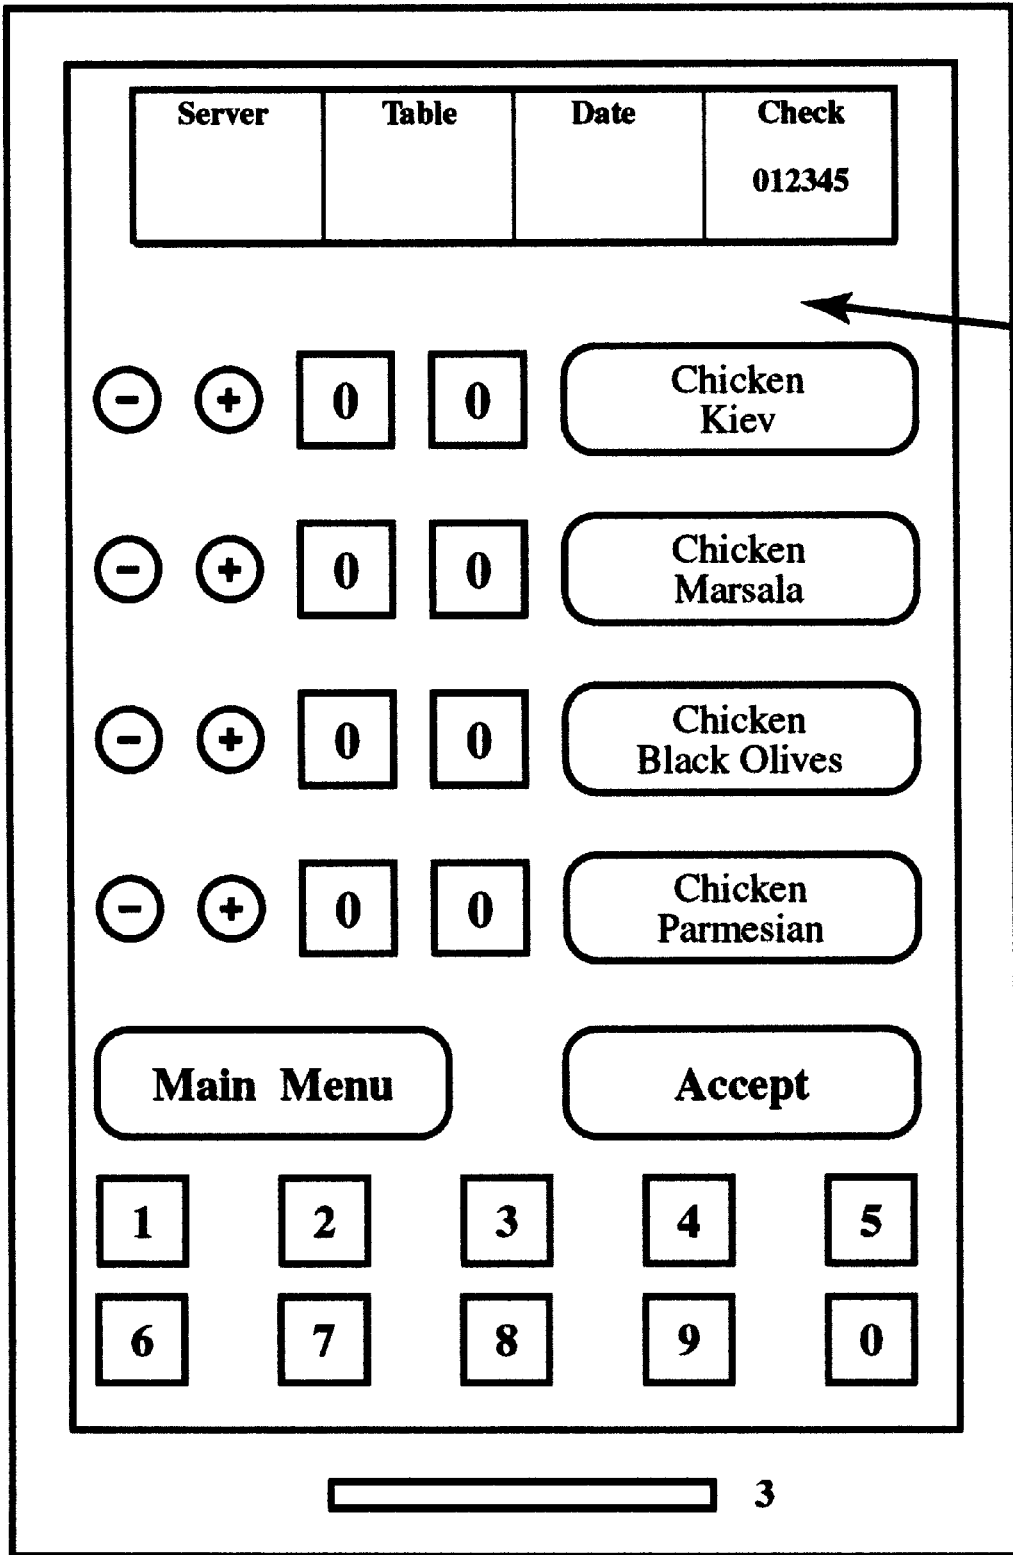 Server Table Date Check
012345
- + 0 0 Chicken
Kiev
- + 0 0 Chicken
Marsala
- + 0 0 Chicken
Black Olives
- + 0 0 Chicken
Parmesian
Main Menu Accept
1 2 3 4 5
6 7 8 9 0
3